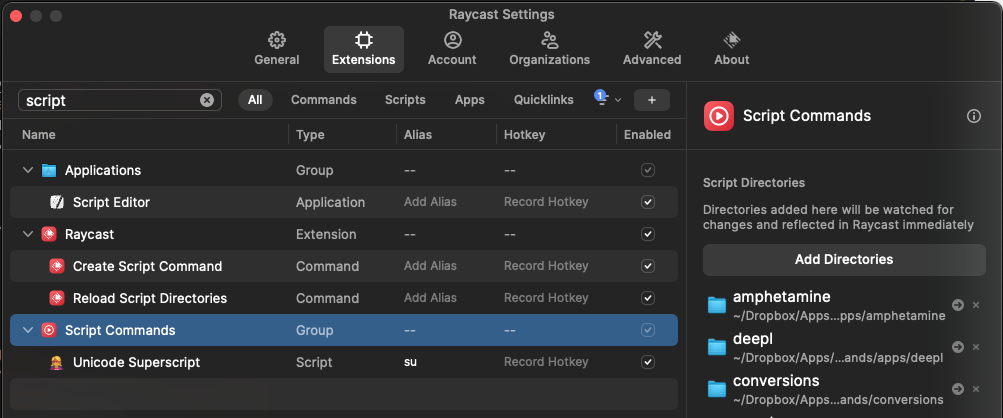 Raycast Settings
General Extensions Account Organizations Advanced About
script All Commands Scripts Apps Quicklinks 1 +
Name Type Alias Hotkey Enabled
Applications Group -- --
Script Editor Application Add Alias Record Hotkey
Raycast Extension -- --
Create Script Command Command Add Alias Record Hotkey
Reload Script Directories Command Add Alias Record Hotkey
Script Commands Group -- --
Unicode Superscript Script su Record Hotkey
Script Commands
Script Directories
Directories added here will be watched for
changes and reflected in Raycast immediately
Add Directories
amphetamine
~/Dropbox/Apps...pps/amphetamine
deepl
~/Dropbox/Apps/...ands/apps/deepl
conversions
~/Dropbox/Apps...ands/conversions